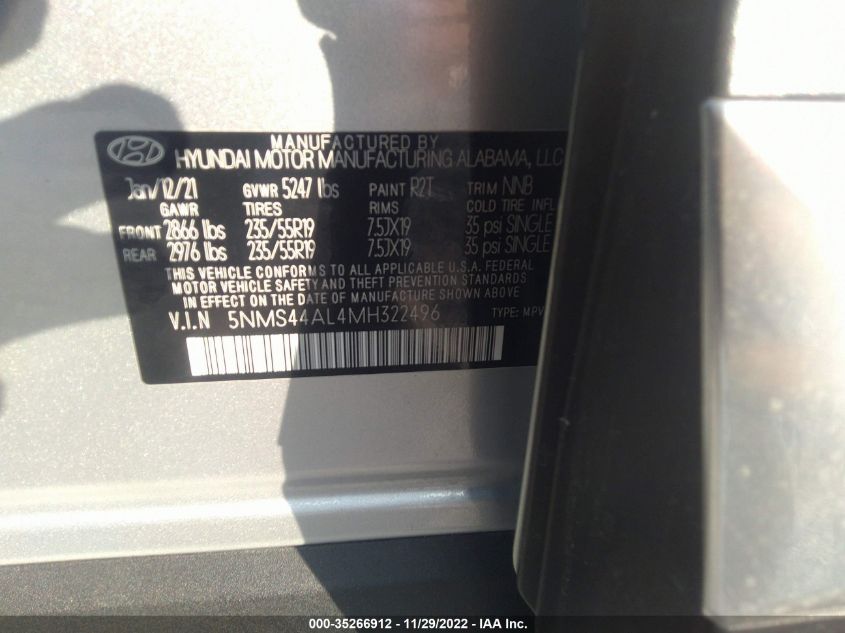 MANUFACTURED BY
HYUNDAI MOTOR MANUFACTURING ALABAMA, LLC
Jan/12/21 GVWR 5247 lbs PAINT R2T TRIM NNB
GAWR TIRES RIMS COLD TIRE INFL
FRONT 2866 lbs 235/55R19 7.5JX19 35 psi SINGLE
REAR 2976 lbs 235/55R19 7.5JX19 35 psi SINGLE
THIS VEHICLE CONFORMS TO ALL APPLICABLE U.S.A. FEDERAL
MOTOR VEHICLE SAFETY AND THEFT PREVENTION STANDARDS
IN EFFECT ON THE DATE OF MANUFACTURE SHOWN ABOVE
V.I.N 5NMS44AL4MH322496 TYPE: MPV
000-35266912 - 11/29/2022 - IAA Inc.